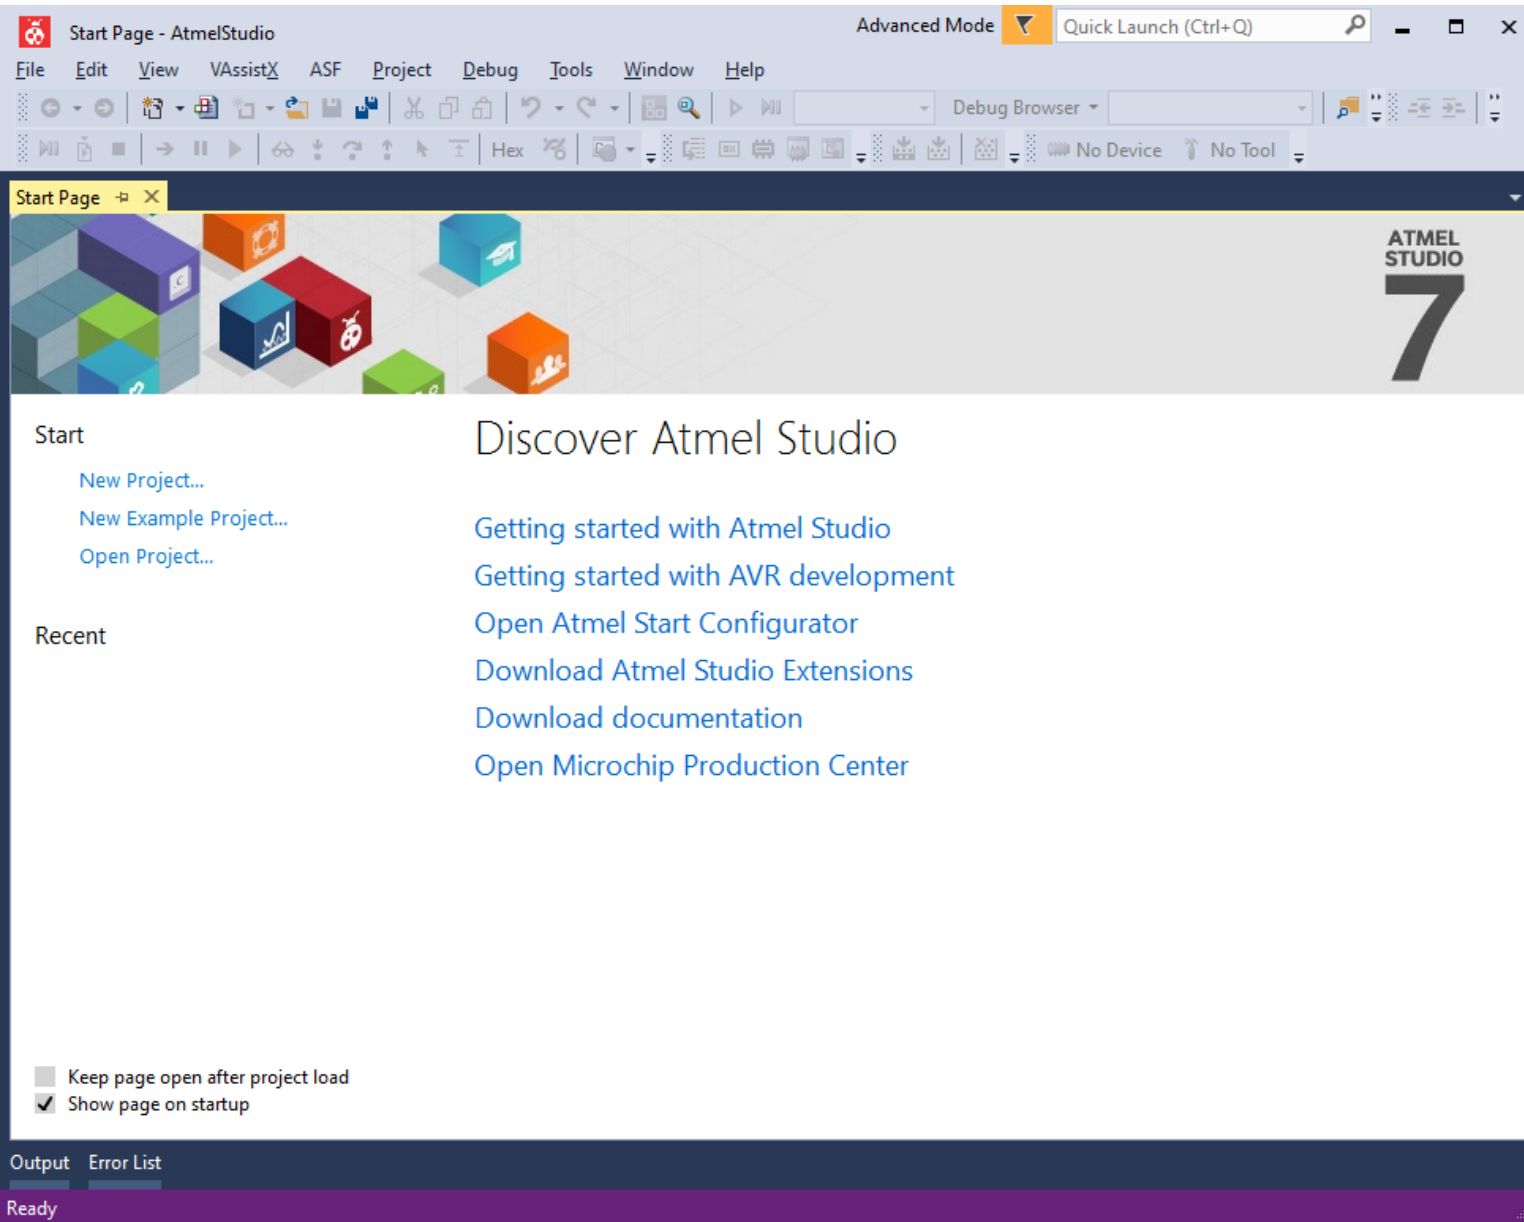 Start Page - AtmelStudio
Advanced Mode
Quick Launch (Ctrl+Q)
File Edit View VAssistX ASF Project Debug Tools Window Help
Debug Browser
Hex
No Device
No Tool
Start Page
ATMEL
STUDIO
7
Start
New Project...
New Example Project...
Open Project...
Recent
Discover Atmel Studio
Getting started with Atmel Studio
Getting started with AVR development
Open Atmel Start Configurator
Download Atmel Studio Extensions
Download documentation
Open Microchip Production Center
Keep page open after project load
Show page on startup
Output Error List
Ready